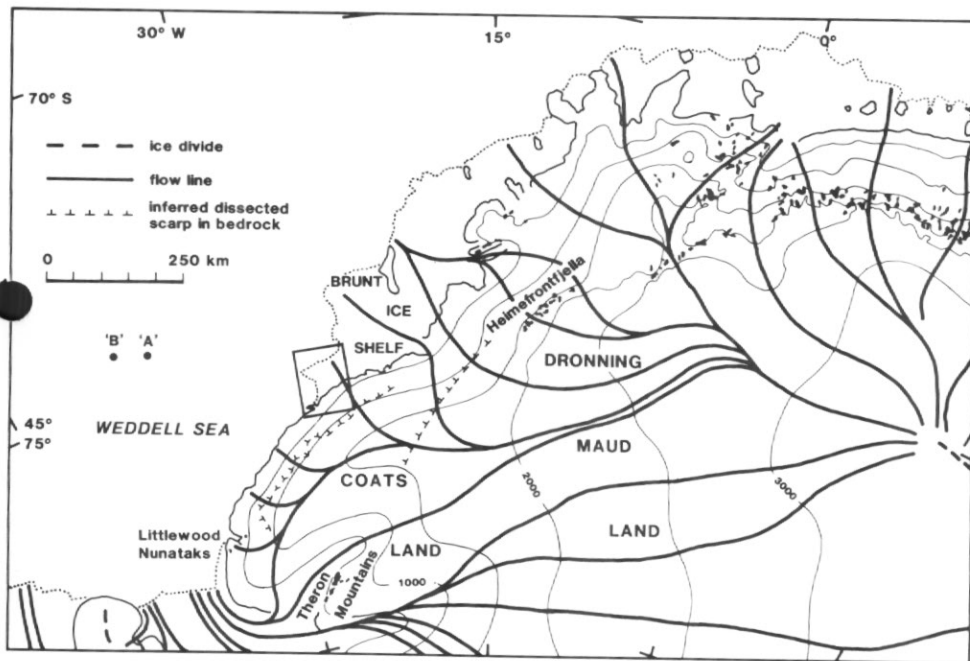 30° W
15°
0°
70° S
ice divide
flow line
inferred dissected
scarp in bedrock
0 250 km
BRUNT
ICE
SHELF
Heimefrontfjella
'B' 'A'
DRONNING
WEDDELL SEA
45°
75°
MAUD
COATS
2000
3000
Littlewood
Nunataks
LAND
LAND
Theron
Mountains
1000